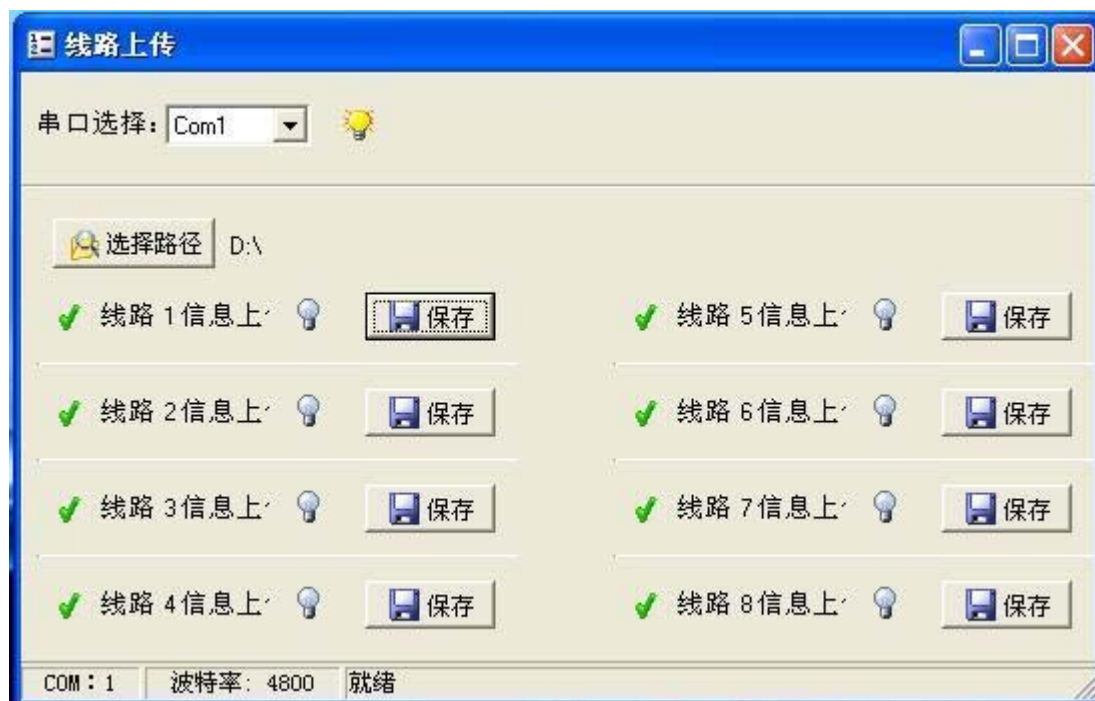 线路上传
串口选择: Com1
选择路径 D:\
线路 1信息上 保存
线路 5信息上 保存
线路 2信息上 保存
线路 6信息上 保存
线路 3信息上 保存
线路 7信息上 保存
线路 4信息上 保存
线路 8信息上 保存
COM:1 波特率: 4800 就绪